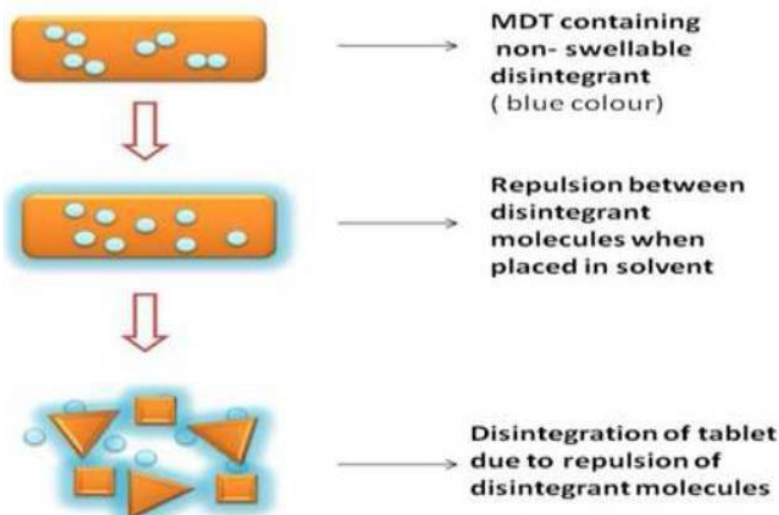 MDT containing
non- swellable
disintegrant
( blue colour)
Repulsion between
disintegrant
molecules when
placed in solvent
Disintegration of tablet
due to repulsion of
disintegrant molecules